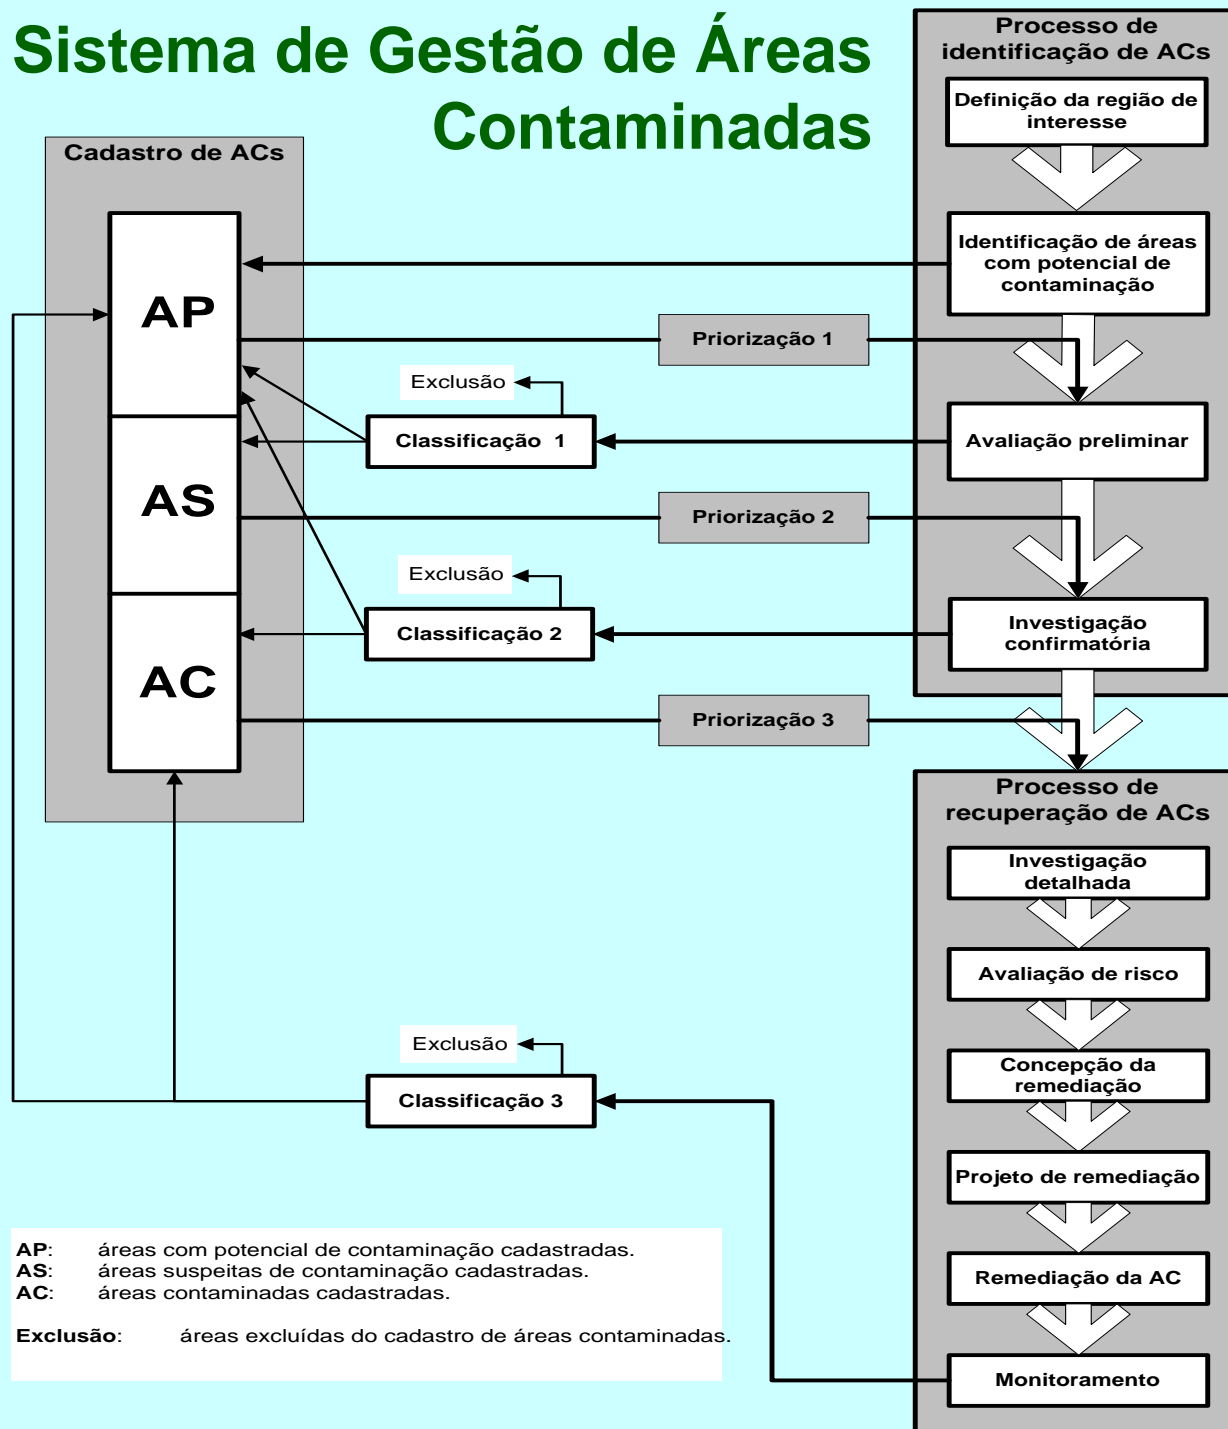 Sistema de Gestão de Áreas
Contaminadas
Cadastro de ACs
AP
AS
AC
Priorização 1
Exclusão
Classificação 1
Priorização 2
Exclusão
Classificação 2
Priorização 3
Exclusão
Classificação 3
Processo de
identificação de ACs
Definição da região de
interesse
Identificação de áreas
com potencial de
contaminação
Avaliação preliminar
Investigação
confirmatória
Processo de
recuperação de ACs
Investigação
detalhada
Avaliação de risco
Concepção da
remediação
Projeto de remediação
Remediação da AC
Monitoramento
AP: áreas com potencial de contaminação cadastradas.
AS: áreas suspeitas de contaminação cadastradas.
AC: áreas contaminadas cadastradas.
Exclusão: áreas excluídas do cadastro de áreas contaminadas.